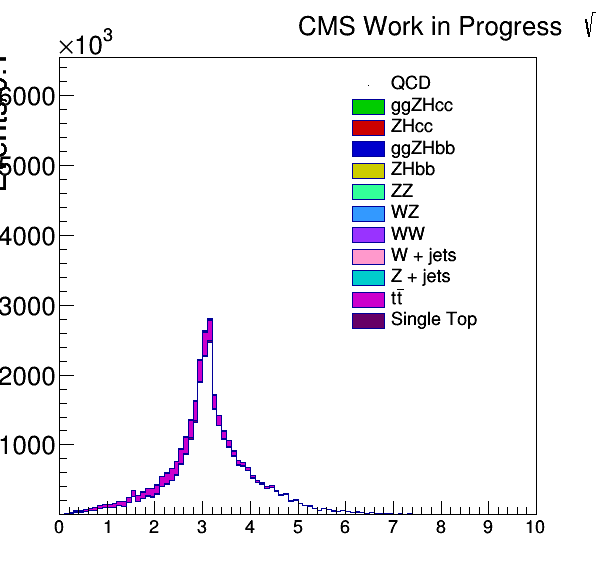 CMS Work in Progress √
×10³
6000
5000
4000
3000
2000
1000
QCD
ggZHcc
ZHcc
ggZHbb
ZHbb
ZZ
WZ
WW
W + jets
Z + jets
tt̄
Single Top
0 1 2 3 4 5 6 7 8 9 10